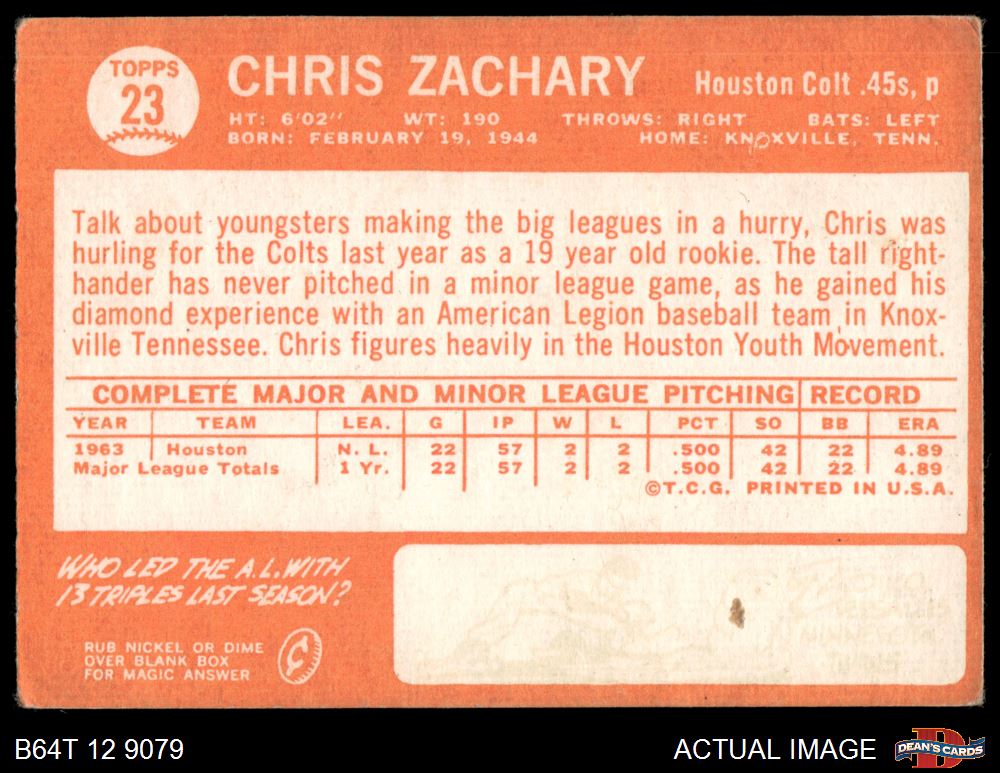 TOPPS
23
CHRIS ZACHARY
Houston Colt .45s, p
HT: 6'02" WT: 190 THROWS: RIGHT BATS: LEFT
BORN: FEBRUARY 19, 1944 HOME: KNOXVILLE, TENN.
Talk about youngsters making the big leagues in a hurry, Chris was
hurling for the Colts last year as a 19 year old rookie. The tall right-
hander has never pitched in a minor league game, as he gained his
diamond experience with an American Legion baseball team in Knox-
ville Tennessee. Chris figures heavily in the Houston Youth Movement.
COMPLETE MAJOR AND MINOR LEAGUE PITCHING RECORD
YEAR TEAM LEA. G IP W L PCT SO BB ERA
1963 Houston N. L. 22 57 2 2 .500 42 22 4.89
Major League Totals 1 Yr. 22 57 2 2 .500 42 22 4.89
©T.C.G. PRINTED IN U.S.A.
WHO LED THE A.L. WITH
13 TRIPLES LAST SEASON?
RUB NICKEL OR DIME
OVER BLANK BOX
FOR MAGIC ANSWER
B64T 12 9079
ACTUAL IMAGE
DEAN'S CARDS